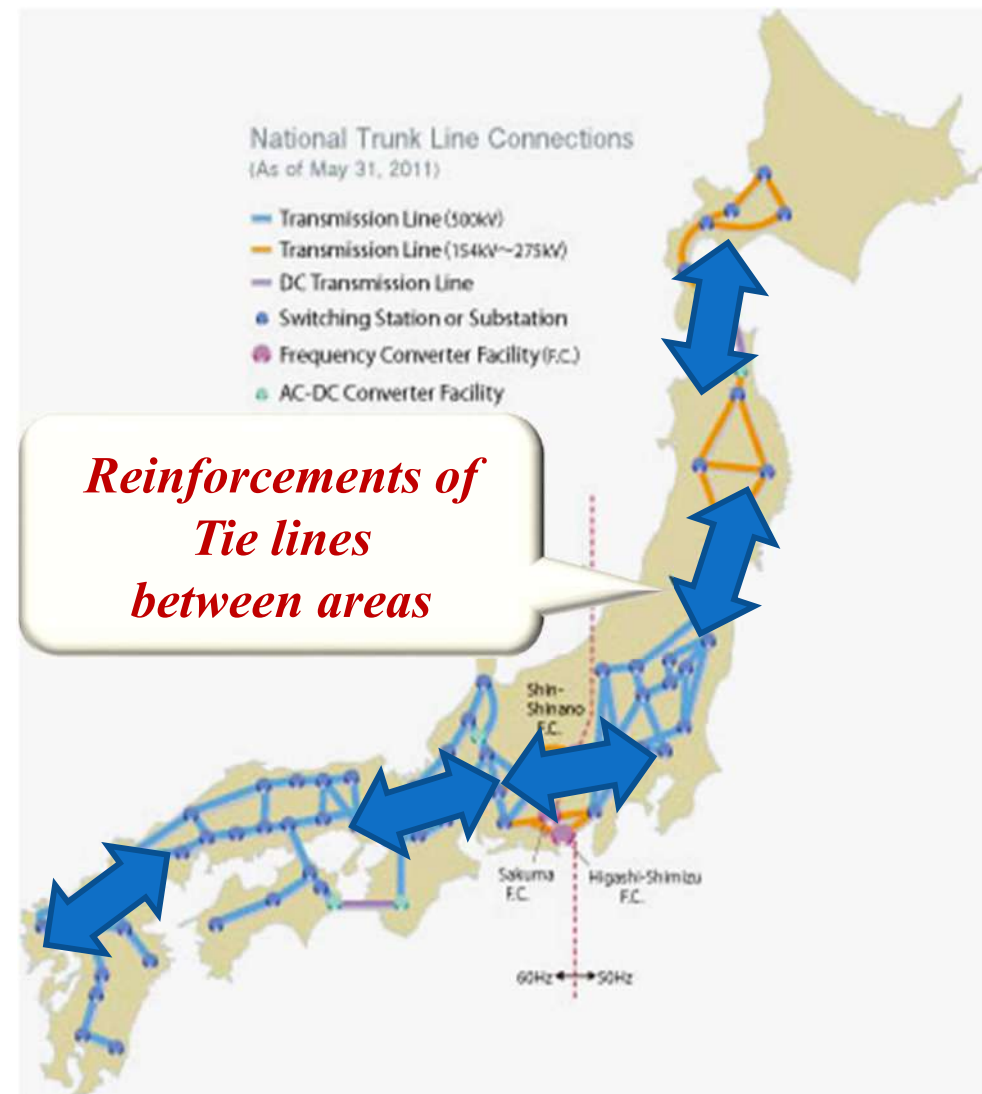 National Trunk Line Connections
(As of May 31, 2011)
Transmission Line (500kV)
Transmission Line (154kV～275kV)
DC Transmission Line
Switching Station or Substation
Frequency Converter Facility (F.C.)
AC-DC Converter Facility
Reinforcements of
Tie lines
between areas
Shin-
Shinano
F.C.
Sakuma
F.C.
Higashi-Shimizu
F.C.
60Hz
50Hz